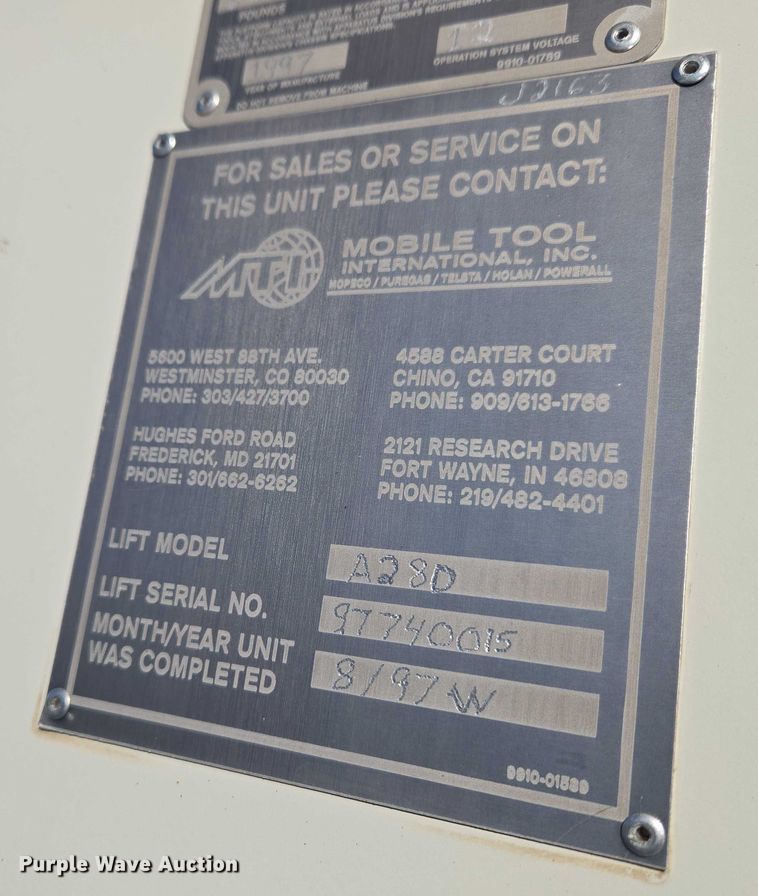 POUNDS
1997
YEAR OF MANUFACTURE
DO NOT REMOVE FROM MACHINE
OPERATION SYSTEM VOLTAGE
9910-01789
J2163
FOR SALES OR SERVICE ON
THIS UNIT PLEASE CONTACT:
MTI
MOBILE TOOL
INTERNATIONAL, INC.
MOPECO / PUREGAS / TELSTA / HOLAN / POWERALL
5600 WEST 88TH AVE.
WESTMINSTER, CO 80030
PHONE: 303/427/3700
4588 CARTER COURT
CHINO, CA 91710
PHONE: 909/613-1766
HUGHES FORD ROAD
FREDERICK, MD 21701
PHONE: 301/662-6262
2121 RESEARCH DRIVE
FORT WAYNE, IN 46808
PHONE: 219/482-4401
LIFT MODEL A28D
LIFT SERIAL NO. 97740015
MONTH/YEAR UNIT
WAS COMPLETED 8/97W
9910-01589
Purple Wave Auction